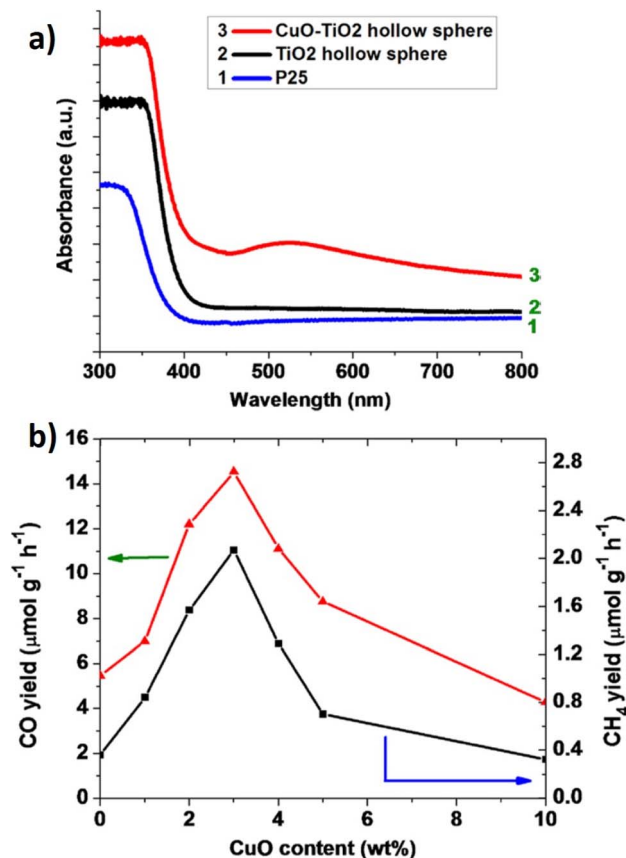 a)
3 CuO-TiO2 hollow sphere
2 TiO2 hollow sphere
1 P25
Absorbance (a.u.)
3
2
1
300 400 500 600 700 800
Wavelength (nm)
b)
16
14
12
10
8
6
4
2
0
CO yield (μmol g⁻¹ h⁻¹)
2.8
2.4
2.0
1.6
1.2
0.8
0.4
0.0
CH₄ yield (μmol g⁻¹ h⁻¹)
0 2 4 6 8 10
CuO content (wt%)